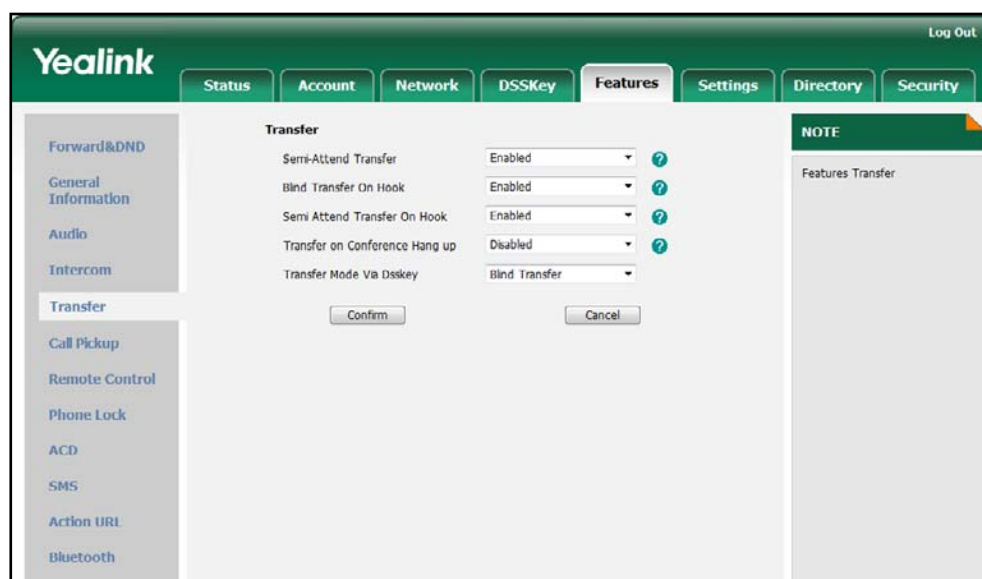 Log Out
Yealink
Status Account Network DSSKey Features Settings Directory Security
Forward&DND
General
Information
Audio
Intercom
Transfer
Call Pickup
Remote Control
Phone Lock
ACD
SMS
Action URL
Bluetooth
Transfer
Semi-Attend Transfer Enabled ?
Blind Transfer On Hook Enabled ?
Semi Attend Transfer On Hook Enabled ?
Transfer on Conference Hang up Disabled ?
Transfer Mode Via Dsskey Blind Transfer
Confirm Cancel
NOTE
Features Transfer